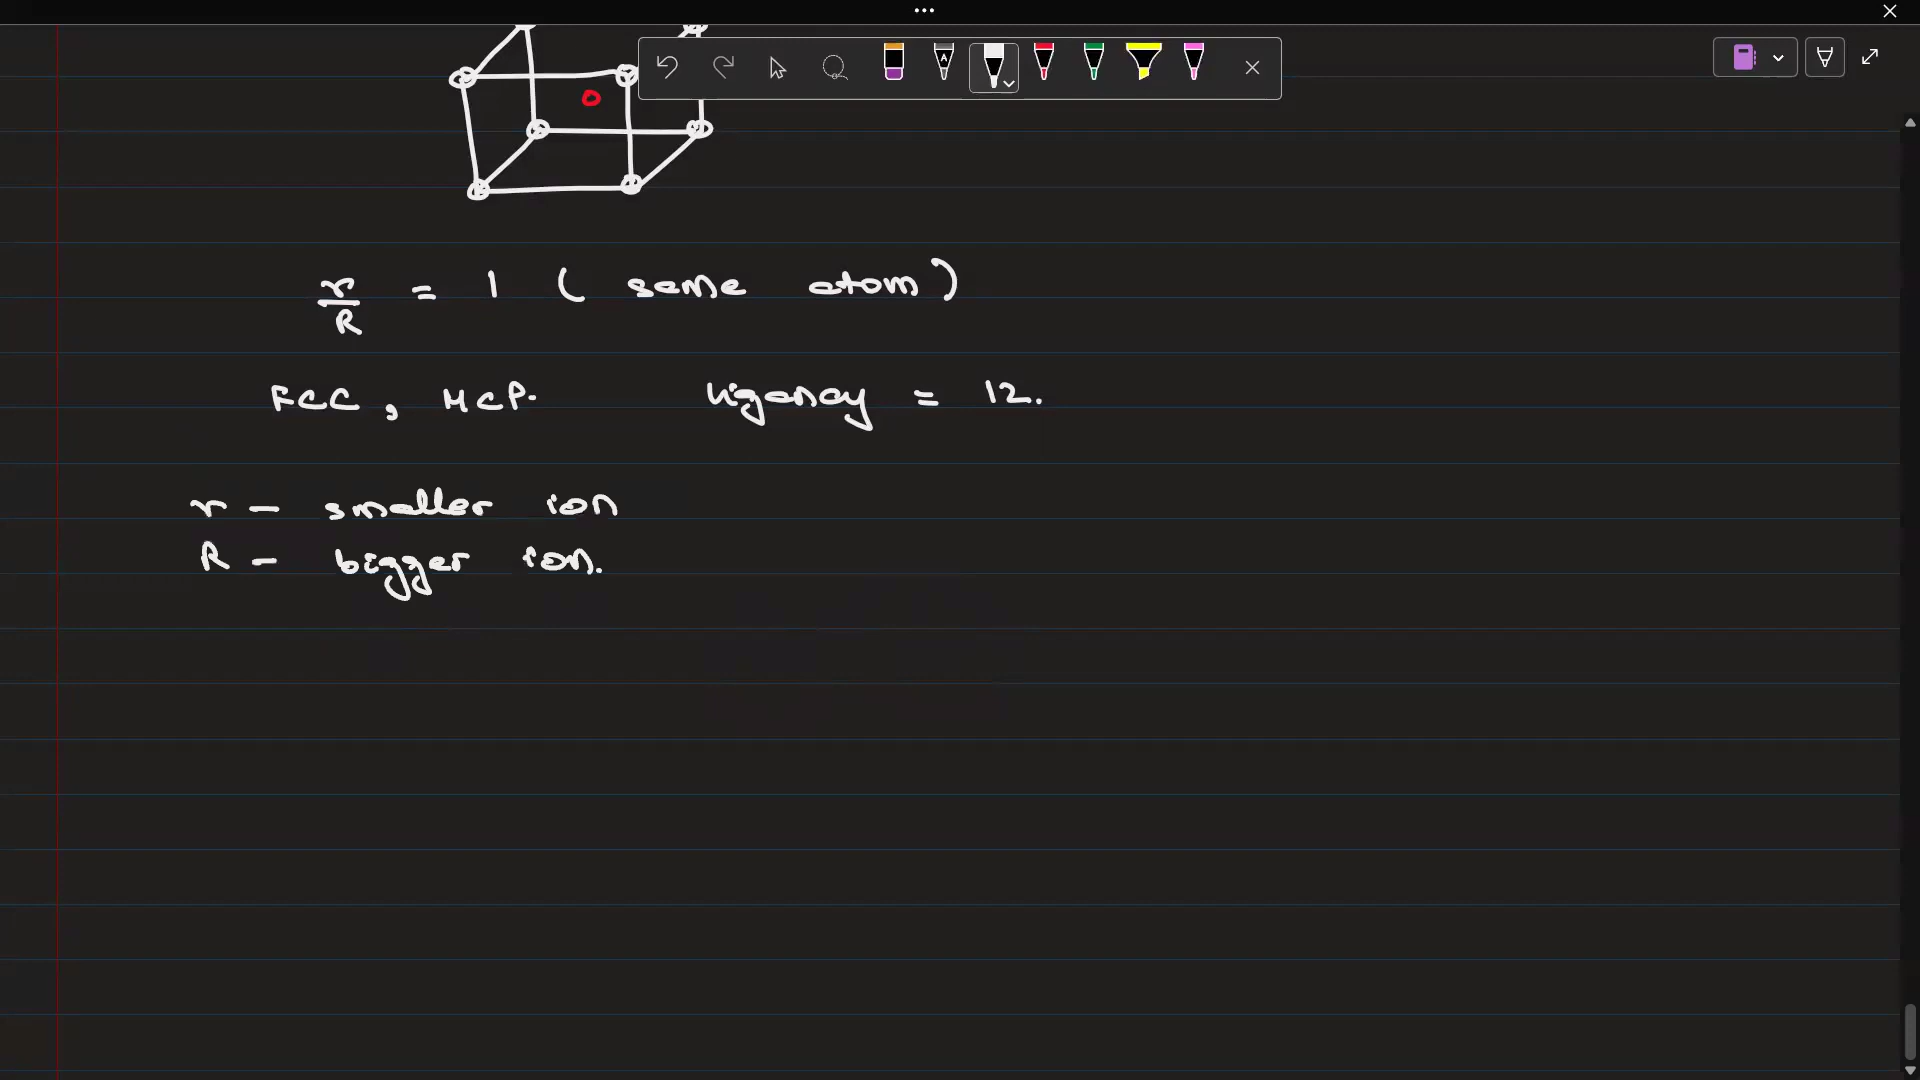 r/R = 1 ( same atom )
FCC , HCP. ligancy = 12.
r - smaller ion
R - bigger ion.